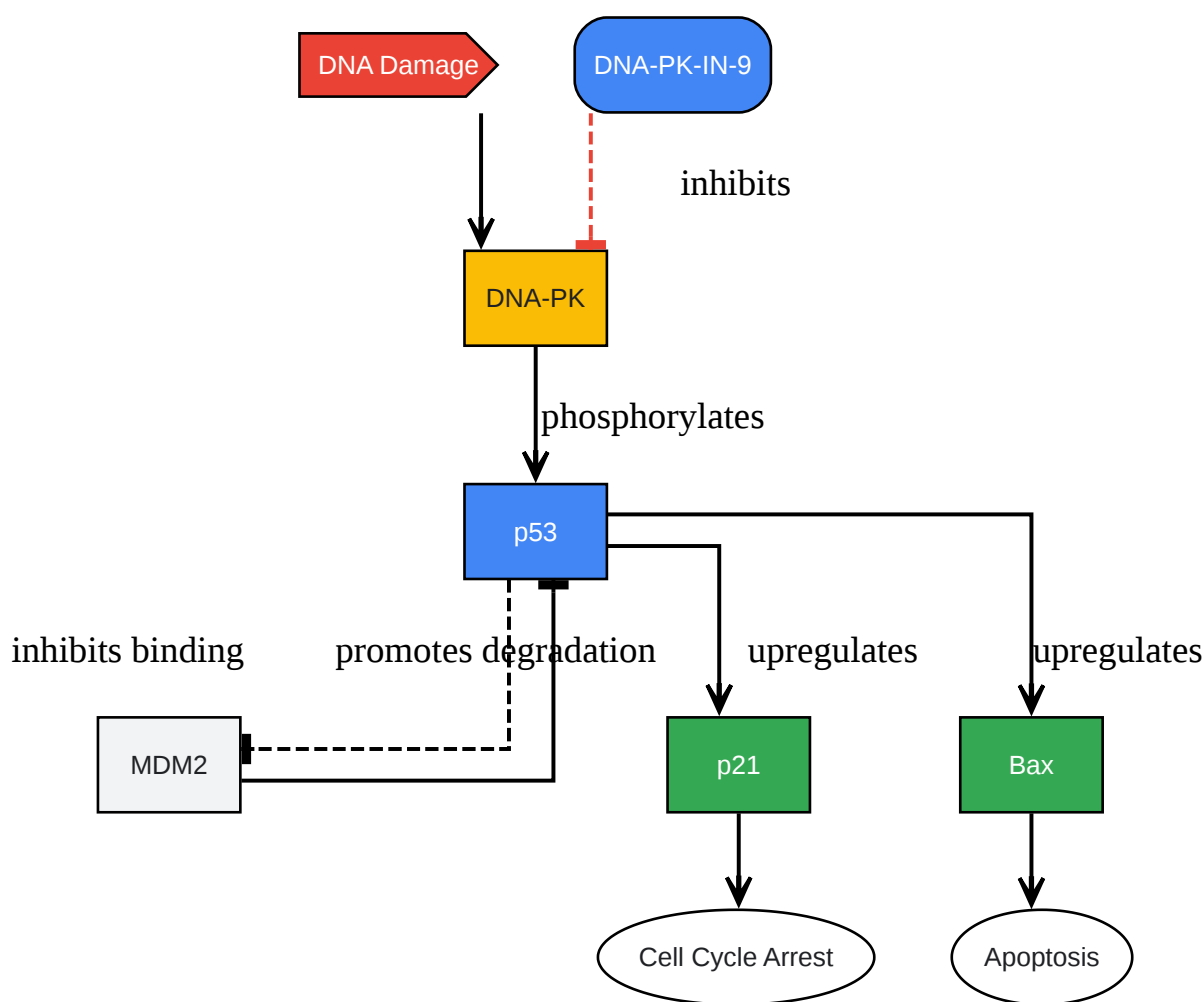 DNA Damage
DNA-PK-IN-9
inhibits
DNA-PK
phosphorylates
p53
inhibits binding
promotes degradation
upregulates
upregulates
MDM2
p21
Bax
Cell Cycle Arrest
Apoptosis